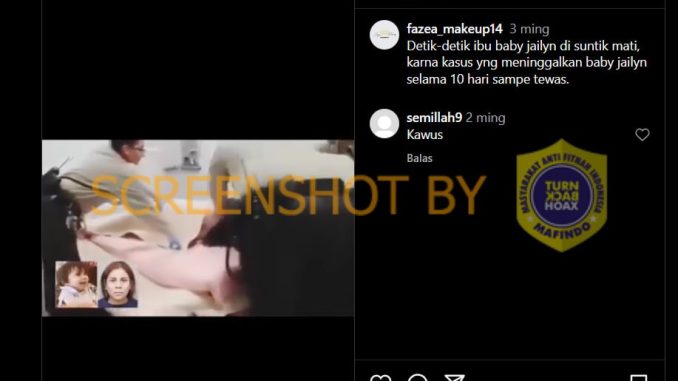 fazea_makeup14 3 ming
Detik-detik ibu baby jailyn di suntik mati,
karna kasus yng meninggalkan baby jailyn
selama 10 hari sampe tewas.
semillah9 2 ming
Kawus
Balas
SCREENSHOT BY
MASYARAKAT ANTI FITNAH INDONESIA
TURN
BACK
HOAX
MAFINDO